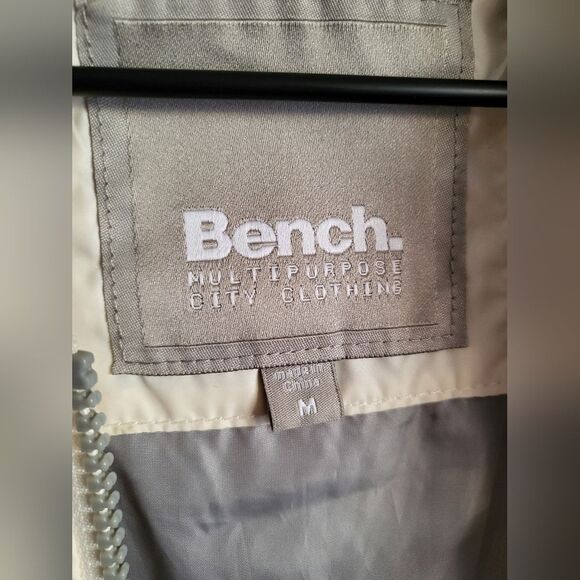 Bench.
MULTIPURPOSE
CITY CLOTHING
made in
China
M